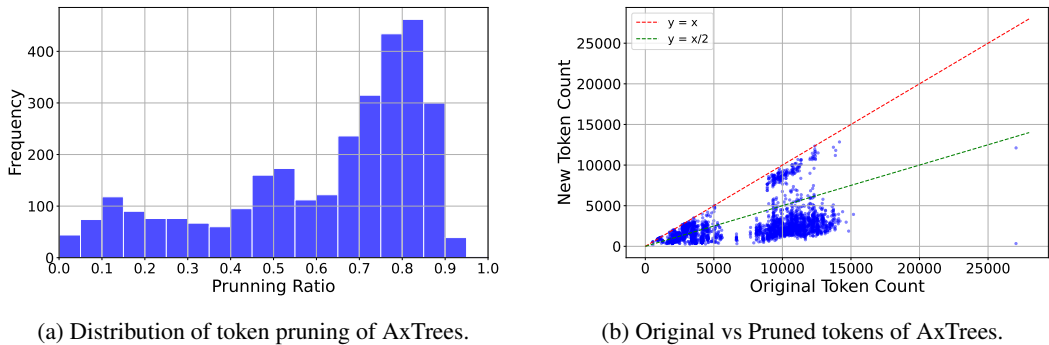 400
300
200
100
0
Frequency
0.0 0.1 0.2 0.3 0.4 0.5 0.6 0.7 0.8 0.9 1.0
Prunning Ratio
(a) Distribution of token pruning of AxTrees.
y = x
y = x/2
25000
20000
15000
10000
5000
0
New Token Count
0 5000 10000 15000 20000 25000
Original Token Count
(b) Original vs Pruned tokens of AxTrees.